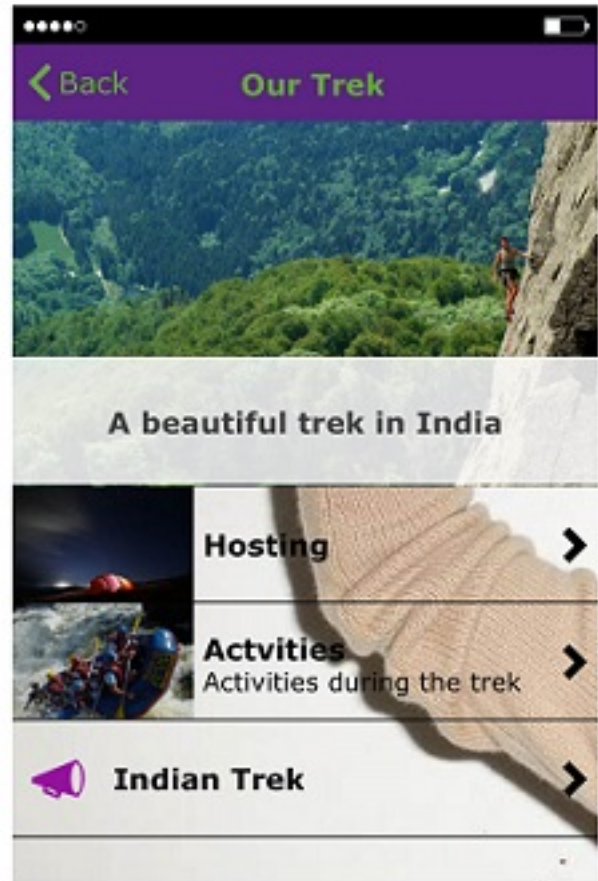 Back
Our Trek
A beautiful trek in India
Hosting
Actvities
Activities during the trek
Indian Trek